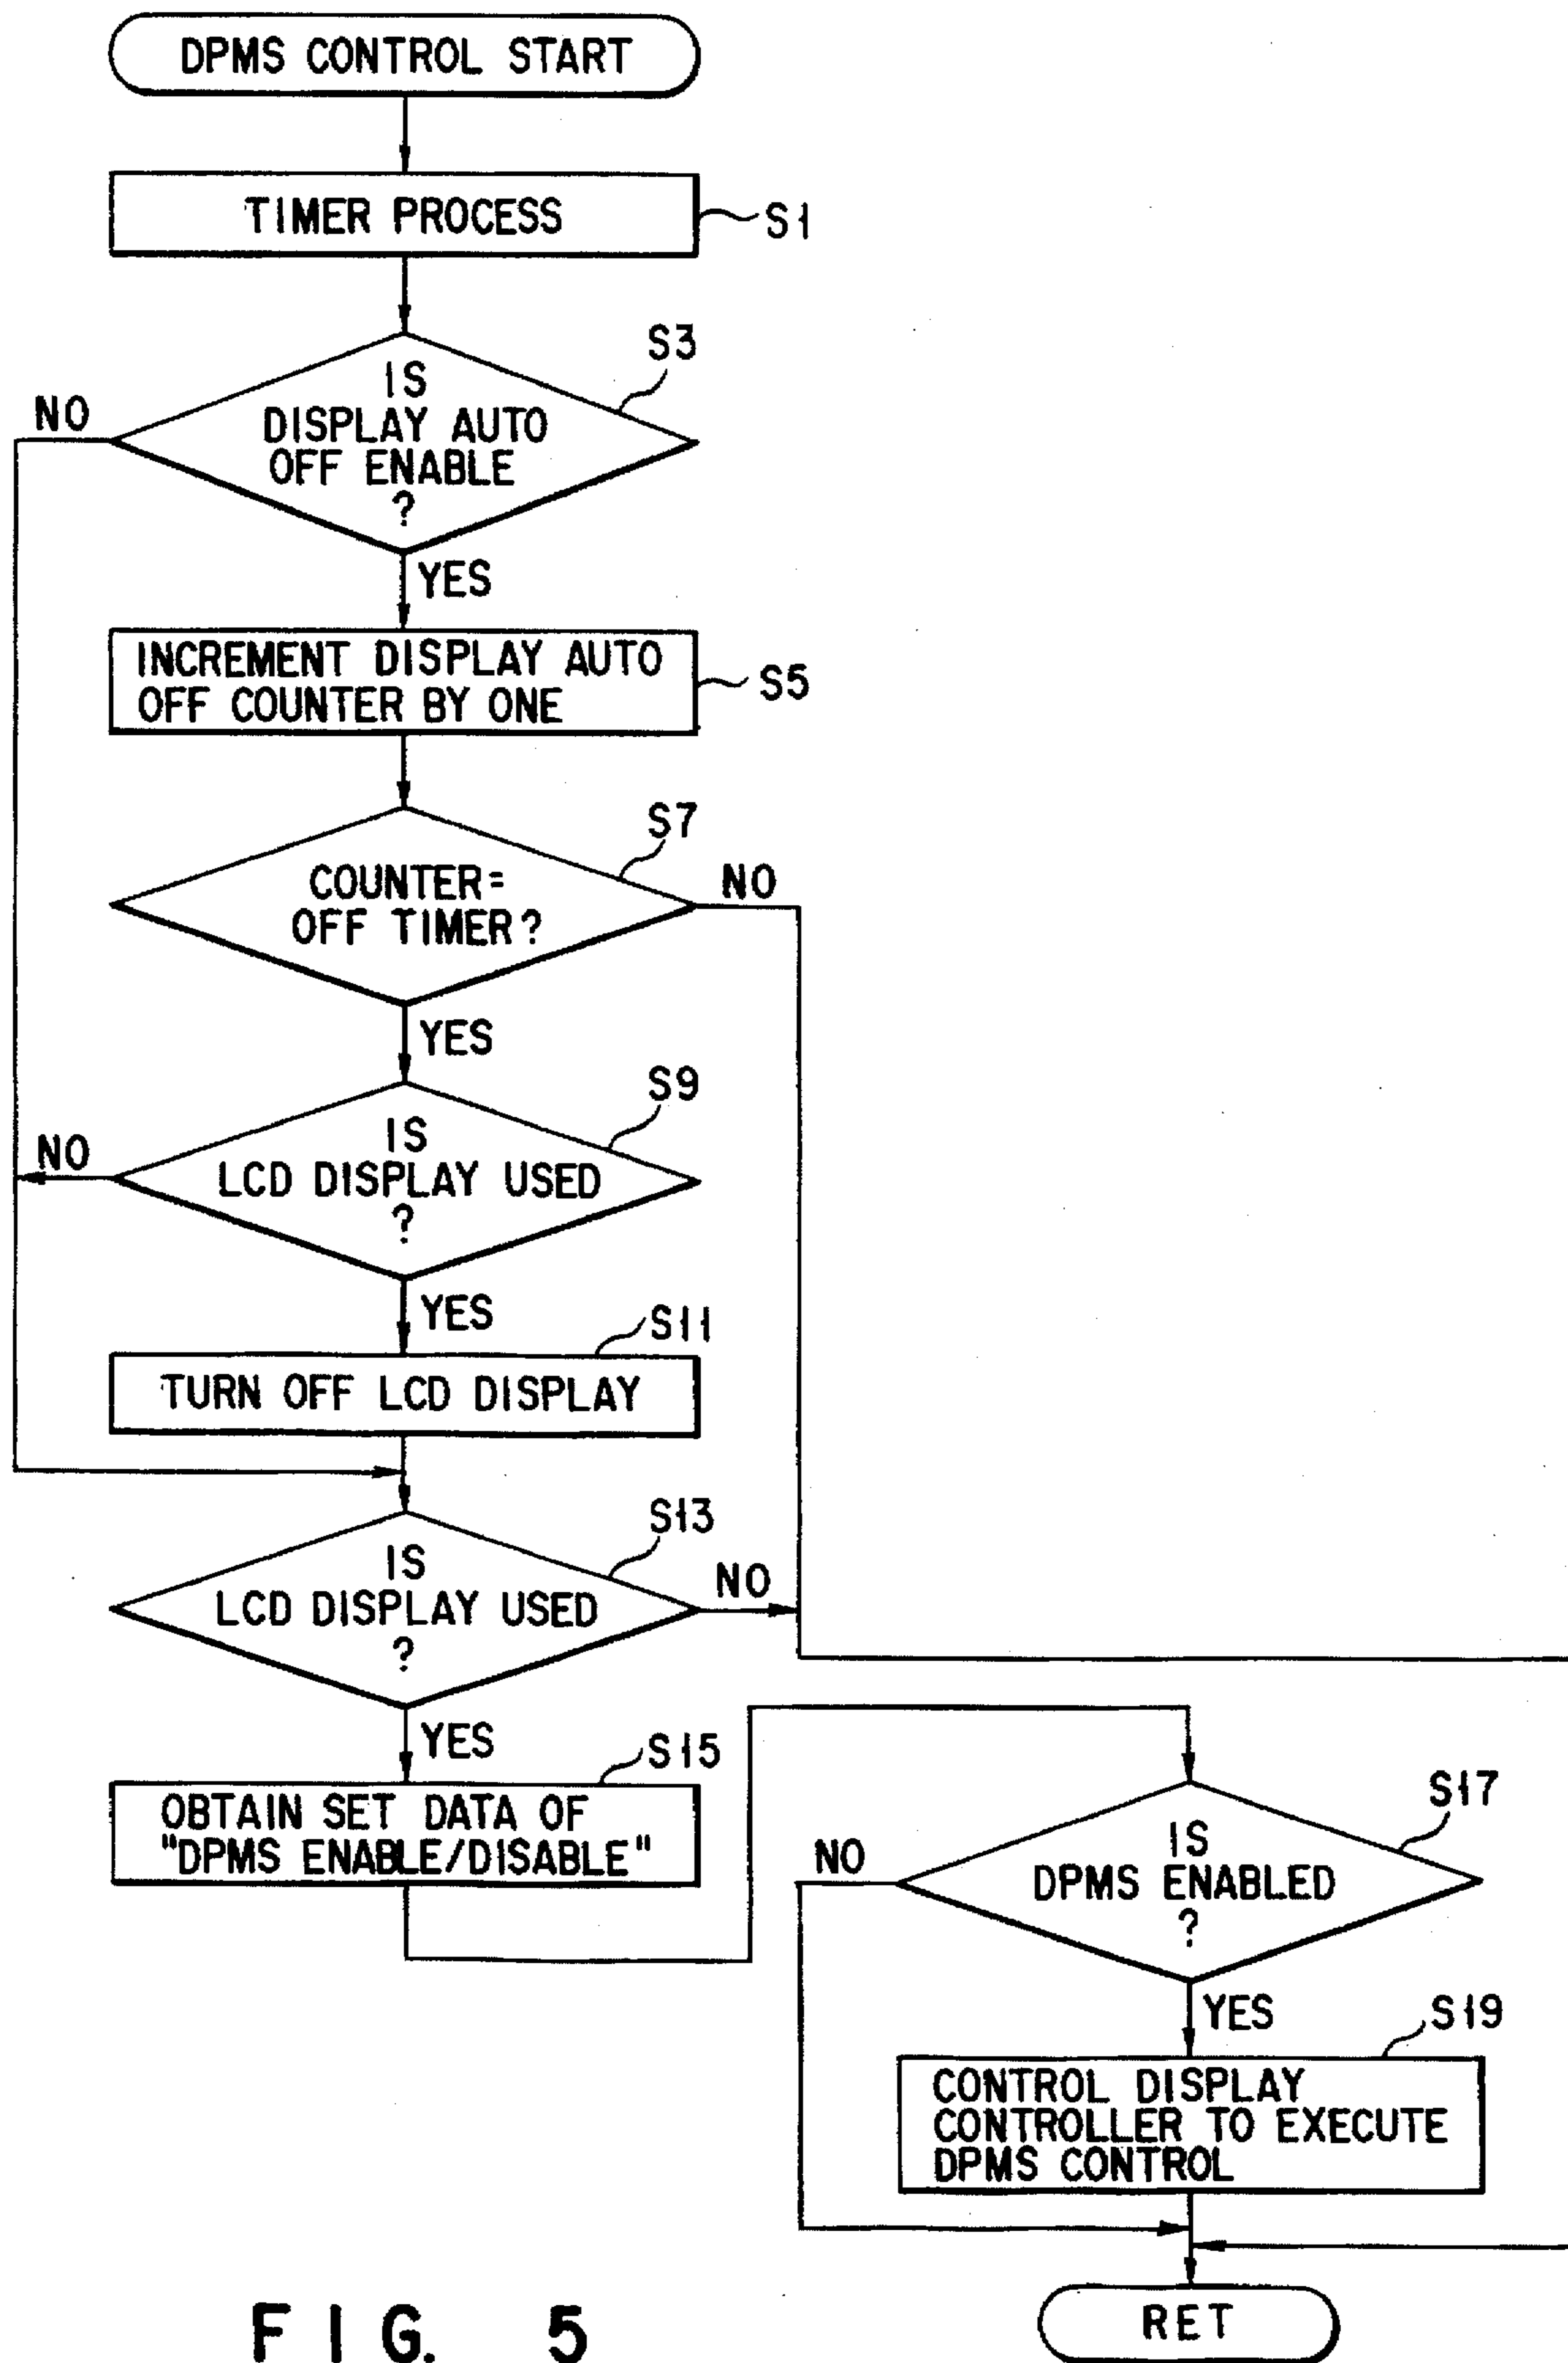 DPMS CONTROL START
TIMER PROCESS
S1
S3
IS
DISPLAY AUTO
OFF ENABLE
?
NO
YES
INCREMENT DISPLAY AUTO
OFF COUNTER BY ONE
S5
S7
COUNTER=
OFF TIMER?
NO
YES
S9
IS
LCD DISPLAY USED
?
NO
YES
S11
TURN OFF LCD DISPLAY
S13
IS
LCD DISPLAY USED
?
NO
YES
S15
OBTAIN SET DATA OF
"DPMS ENABLE/DISABLE"
S17
IS
DPMS ENABLED
?
NO
YES
S19
CONTROL DISPLAY
CONTROLLER TO EXECUTE
DPMS CONTROL
RET
FIG. 5